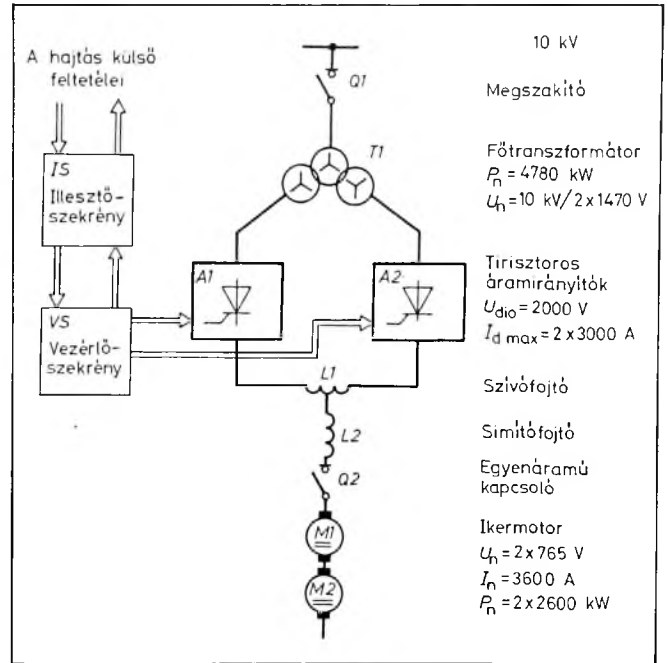 A hajtás külső
feltételei
IS
Illesztő-
szekrény
VS
Vezérlő-
szekrény
Q1
T1
A1
A2
L1
L2
Q2
M1
M2
10 kV
Megszakító
Főtranszformátor
Pn = 4780 kW
Un = 10 kV/2x1470 V
Tirisztoros
áramirányítók
Udio = 2000 V
Id max = 2x3000 A
Szívófojtó
Simítófojtó
Egyenáramú
kapcsoló
Ikermotor
Un = 2x765 V
In = 3600 A
Pn = 2x2600 kW